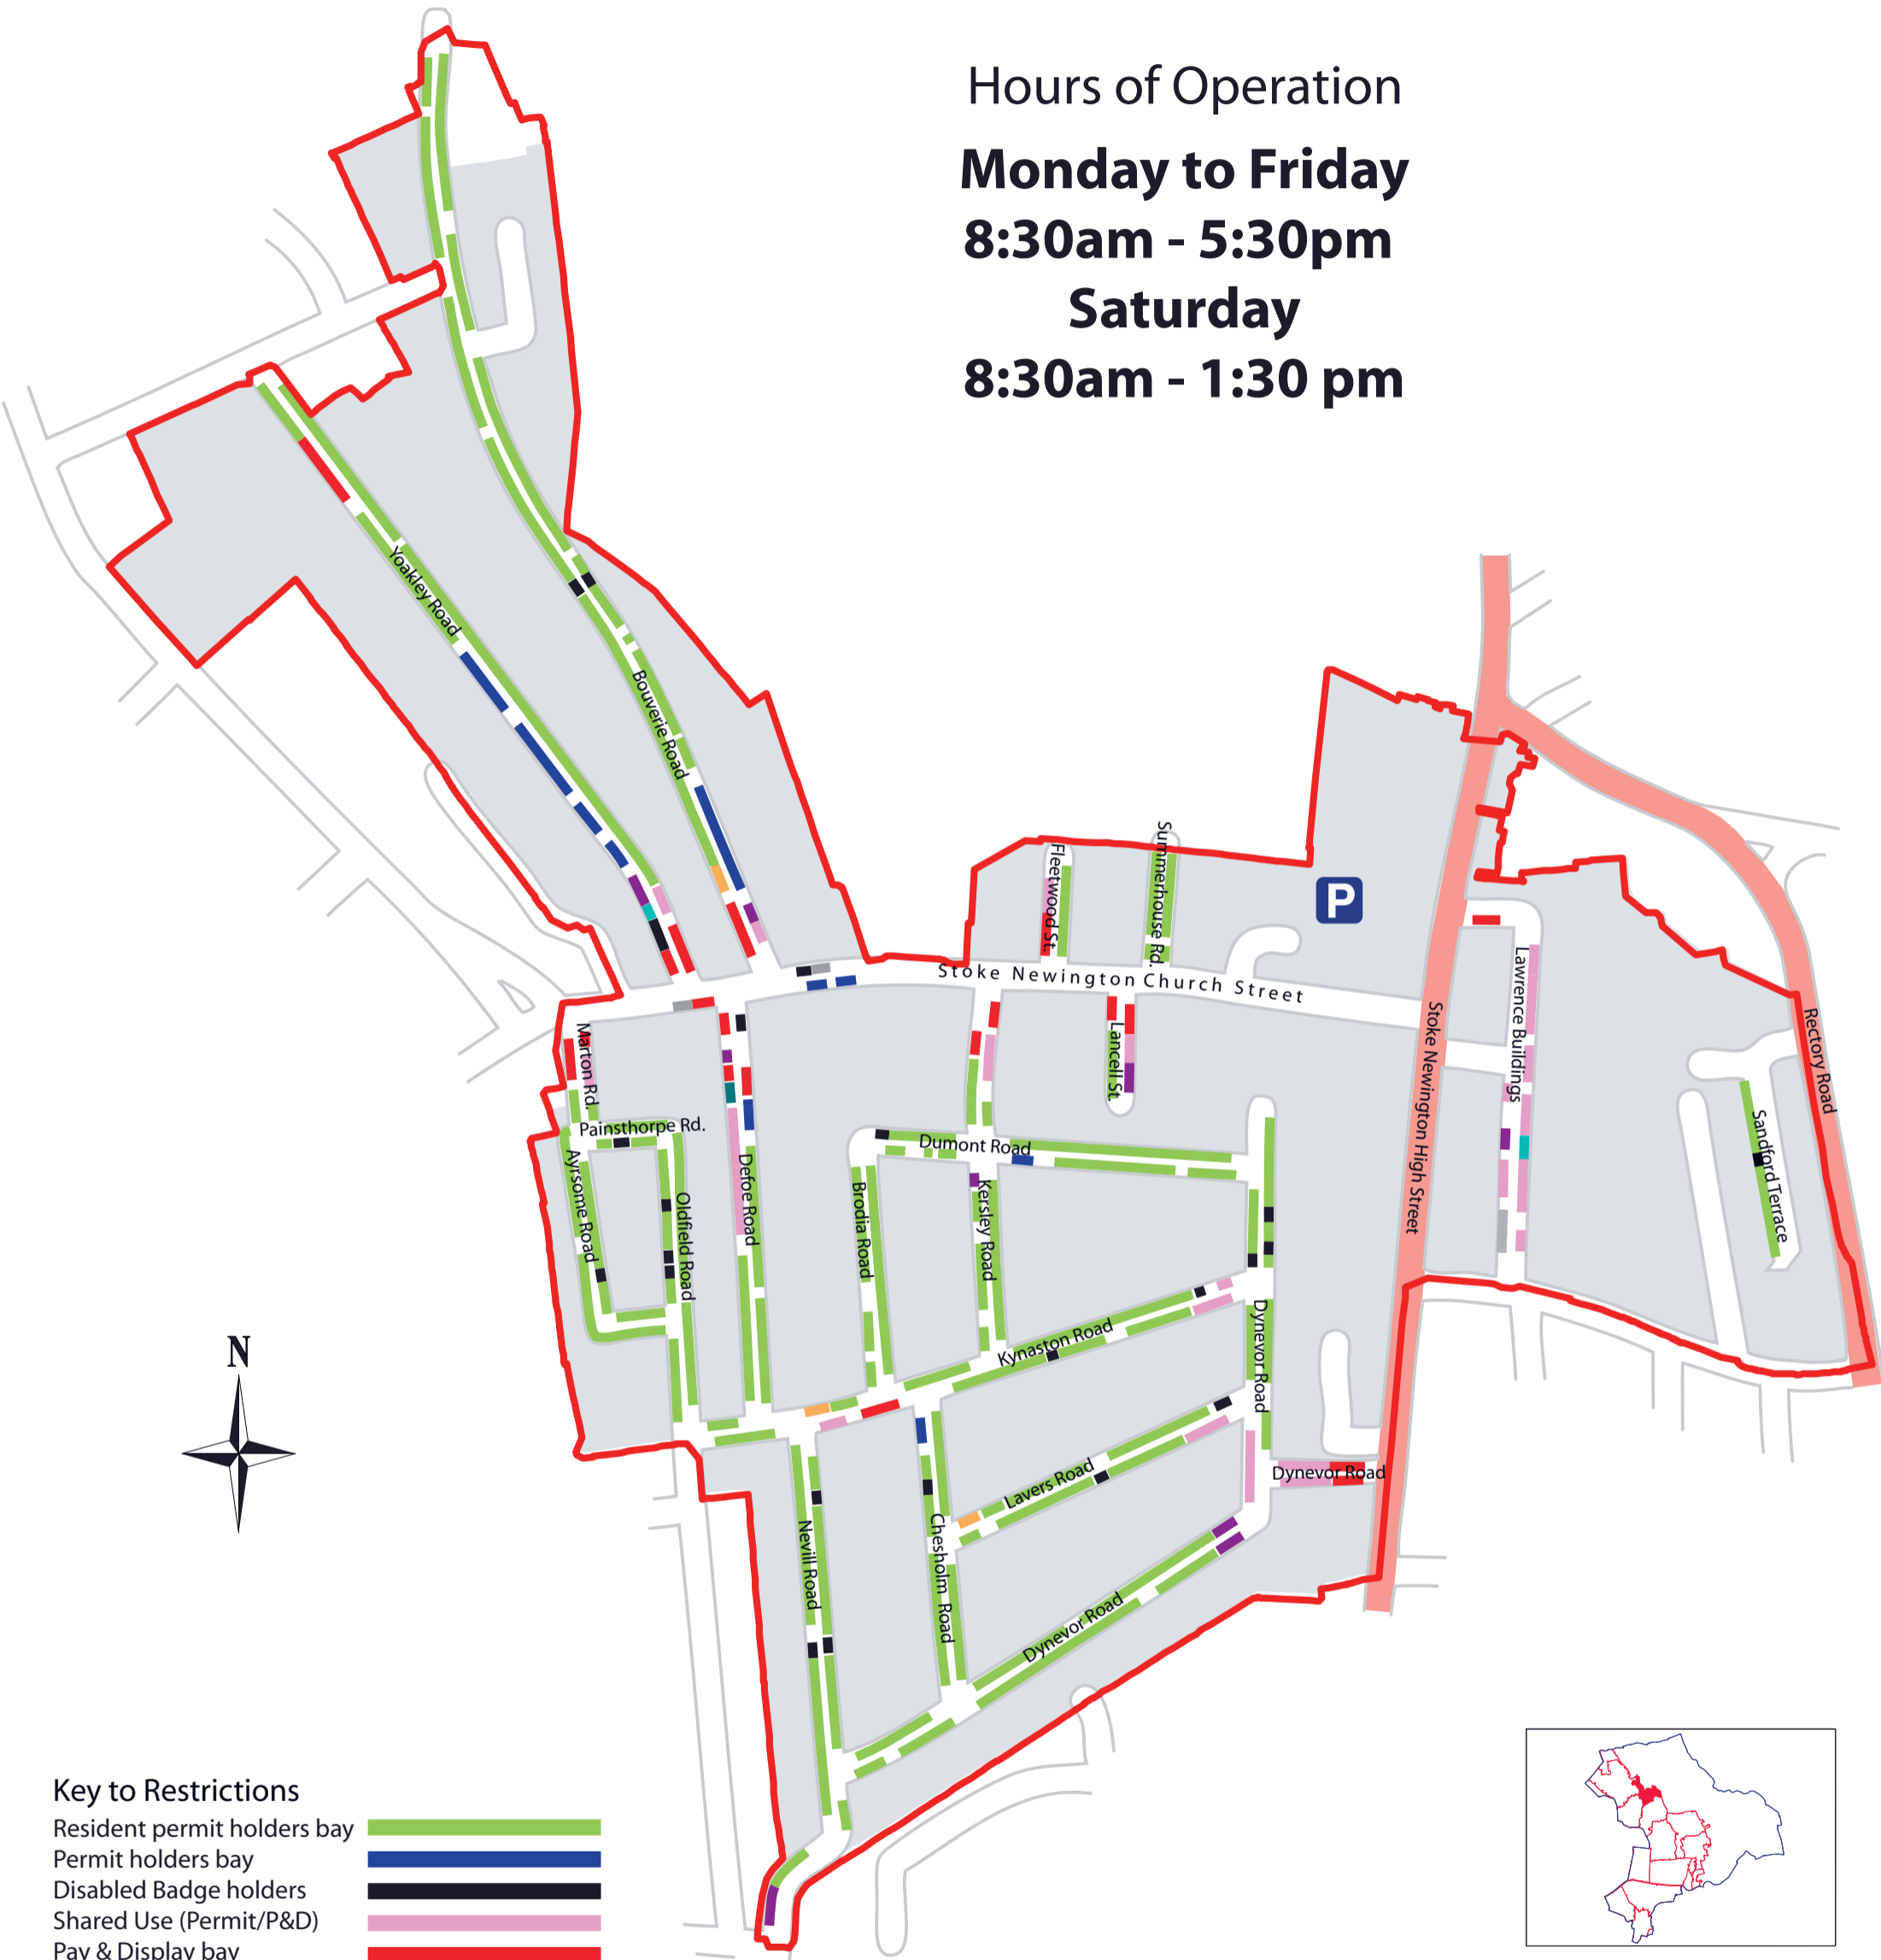 Hours of Operation
Monday to Friday
8:30am - 5:30pm
Saturday
8:30am - 1:30 pm
Yoakley Road
Bouverie Road
Fleetwood St.
Summerhouse Rd.
P
Stoke Newington Church Street
Lancell St.
Stoke Newington High Street
Lawrence Buildings
Rectory Road
Sandford Terrace
Marton Rd.
Painsthorpe Rd.
Ayrsome Road
Oldfield Road
Defoe Road
Dumont Road
Brodia Road
Kersley Road
Kynaston Road
Dynevor Road
Lavers Road
Dynevor Road
Nevill Road
Chesholm Road
Dynevor Road
N
Key to Restrictions
Resident permit holders bay
Permit holders bay
Disabled Badge holders
Shared Use (Permit/P&D)
Pay & Display bay